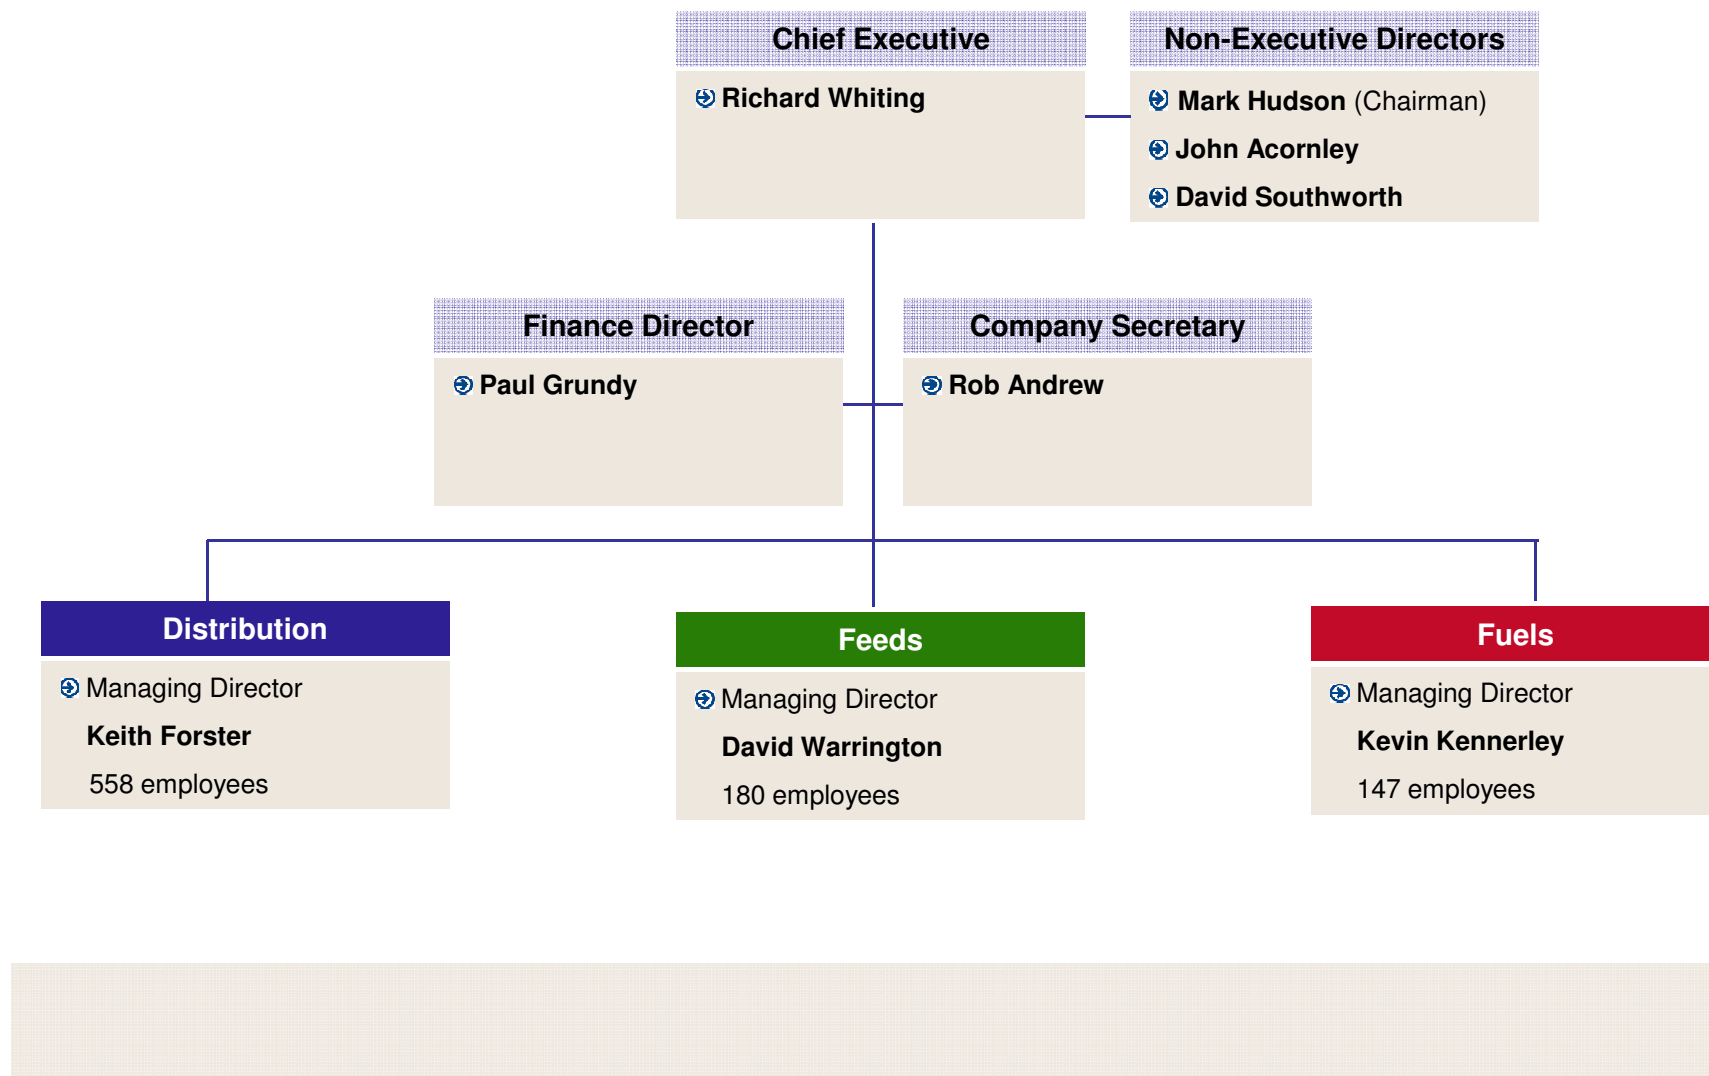 Chief Executive
Richard Whiting
Non-Executive Directors
Mark Hudson (Chairman)
John Acornley
David Southworth
Finance Director
Paul Grundy
Company Secretary
Rob Andrew
Distribution
Managing Director
Keith Forster
558 employees
Feeds
Managing Director
David Warrington
180 employees
Fuels
Managing Director
Kevin Kennerley
147 employees